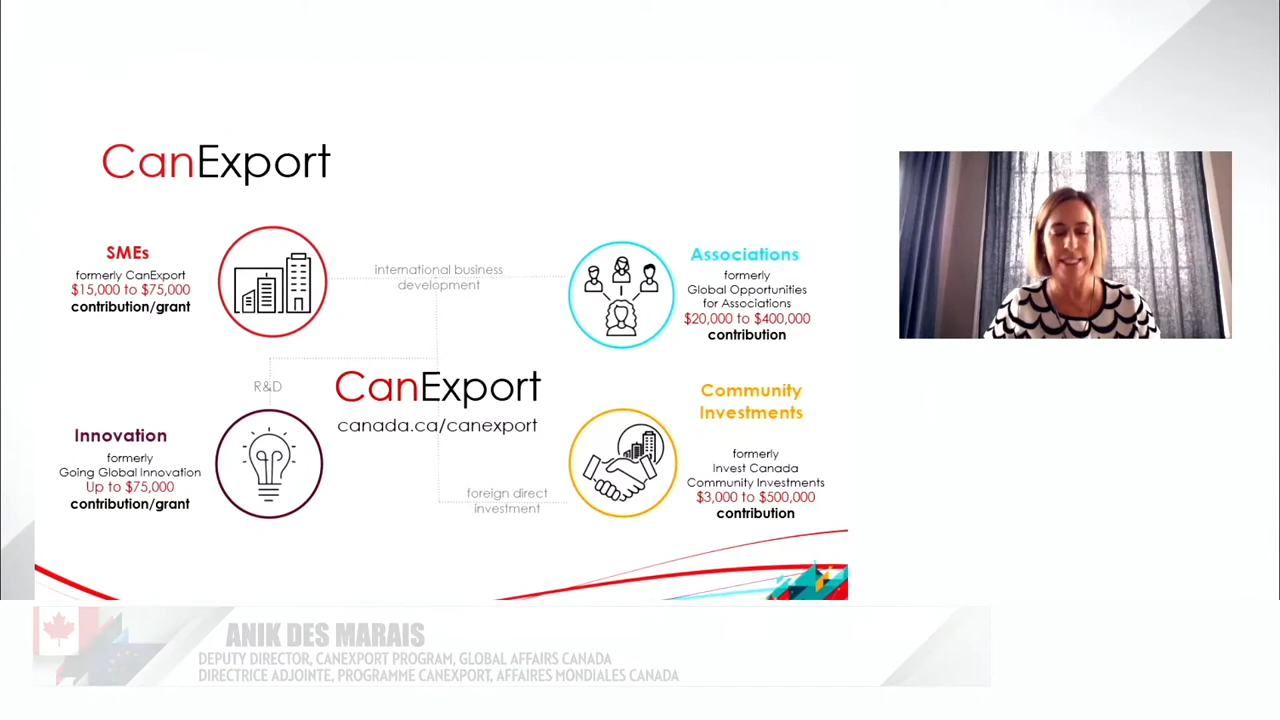 CanExport
SMEs
formerly CanExport
$15,000 to $75,000
contribution/grant
international business
development
Associations
formerly
Global Opportunities
for Associations
$20,000 to $400,000
contribution
R&D
CanExport
canada.ca/canexport
Innovation
formerly
Going Global Innovation
Up to $75,000
contribution/grant
foreign direct
investment
Community
Investments
formerly
Invest Canada
Community Investments
$3,000 to $500,000
contribution
ANIK DES MARAIS
DEPUTY DIRECTOR, CANEXPORT PROGRAM, GLOBAL AFFAIRS CANADA
DIRECTRICE ADJOINTE, PROGRAMME CANEXPORT, AFFAIRES MONDIALES CANADA